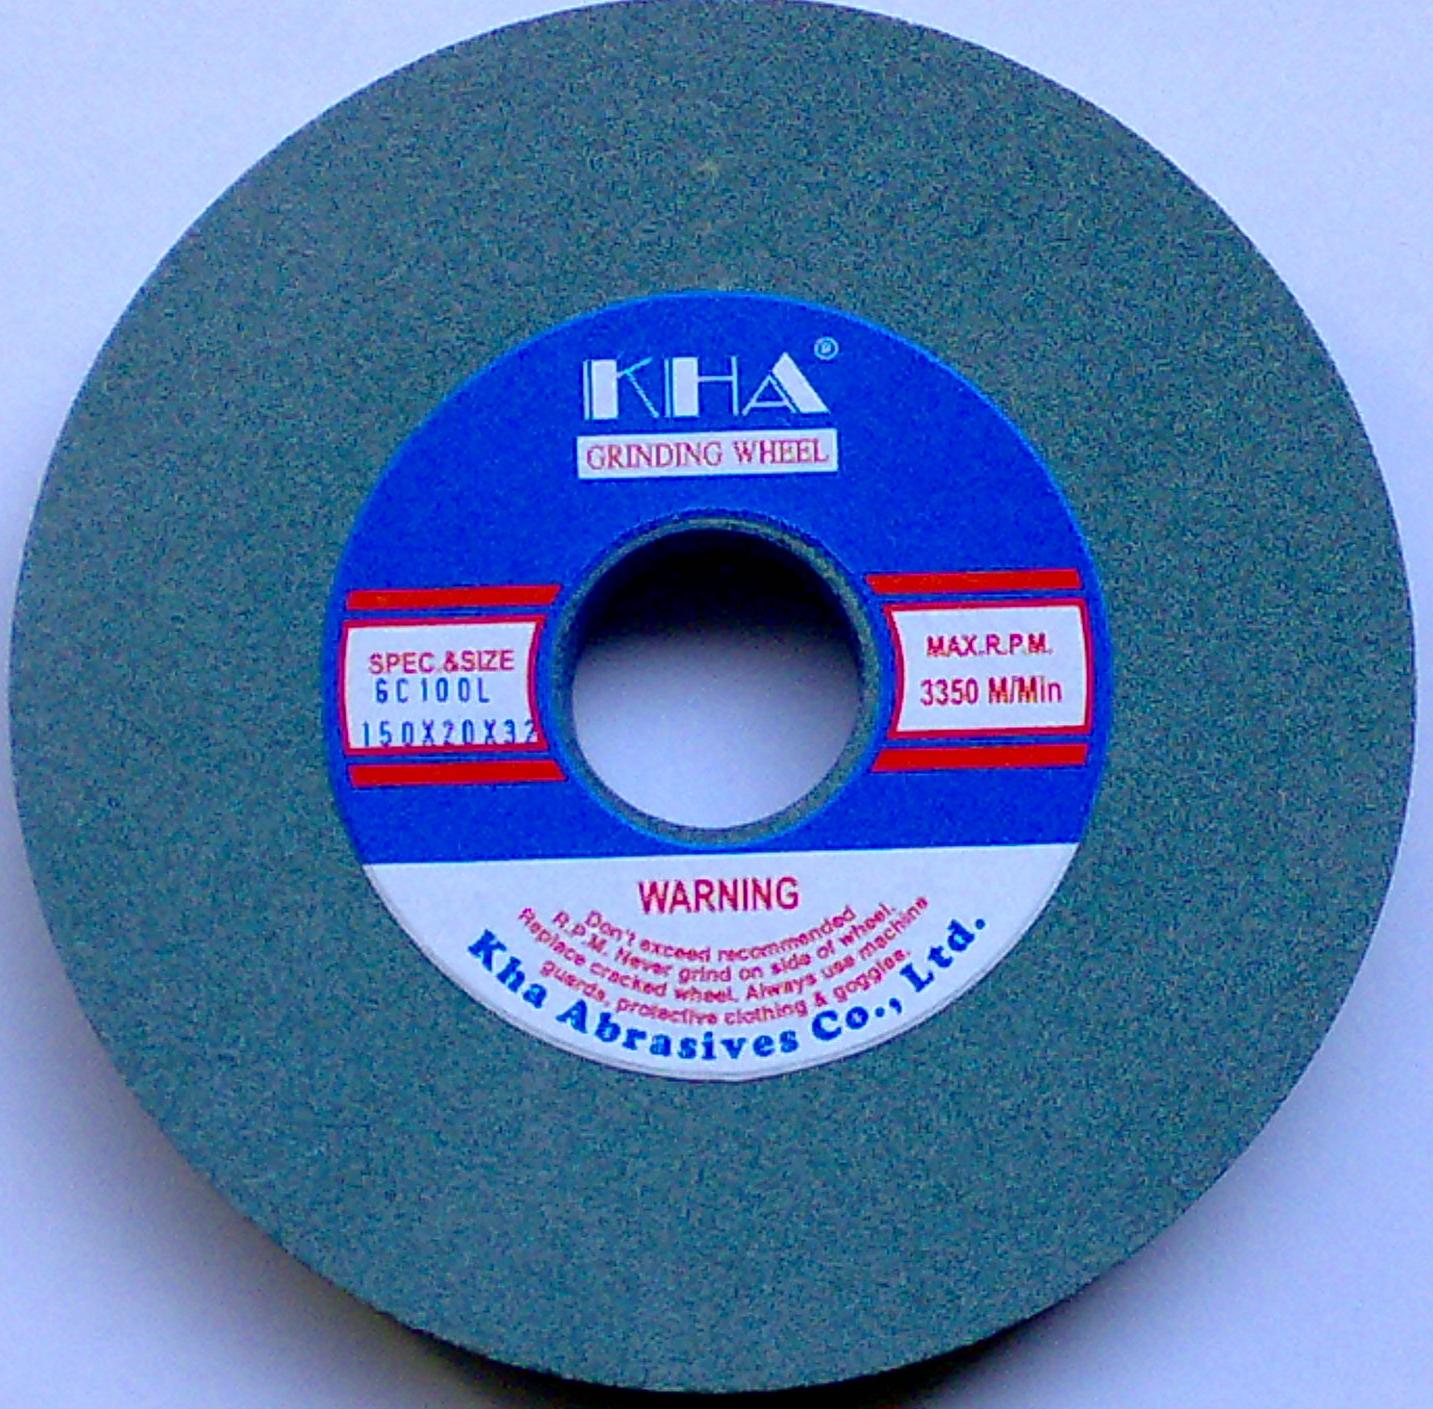 KHA®
GRINDING WHEEL
SPEC.&SIZE
GC100L
150X20X32
MAX.R.P.M.
3350 M/Min
WARNING
Don't exceed recommended
R.P.M. Never grind on side of wheel.
Replace cracked wheel. Always use machine
guards, protective clothing & goggles.
Kha Abrasives Co., Ltd.